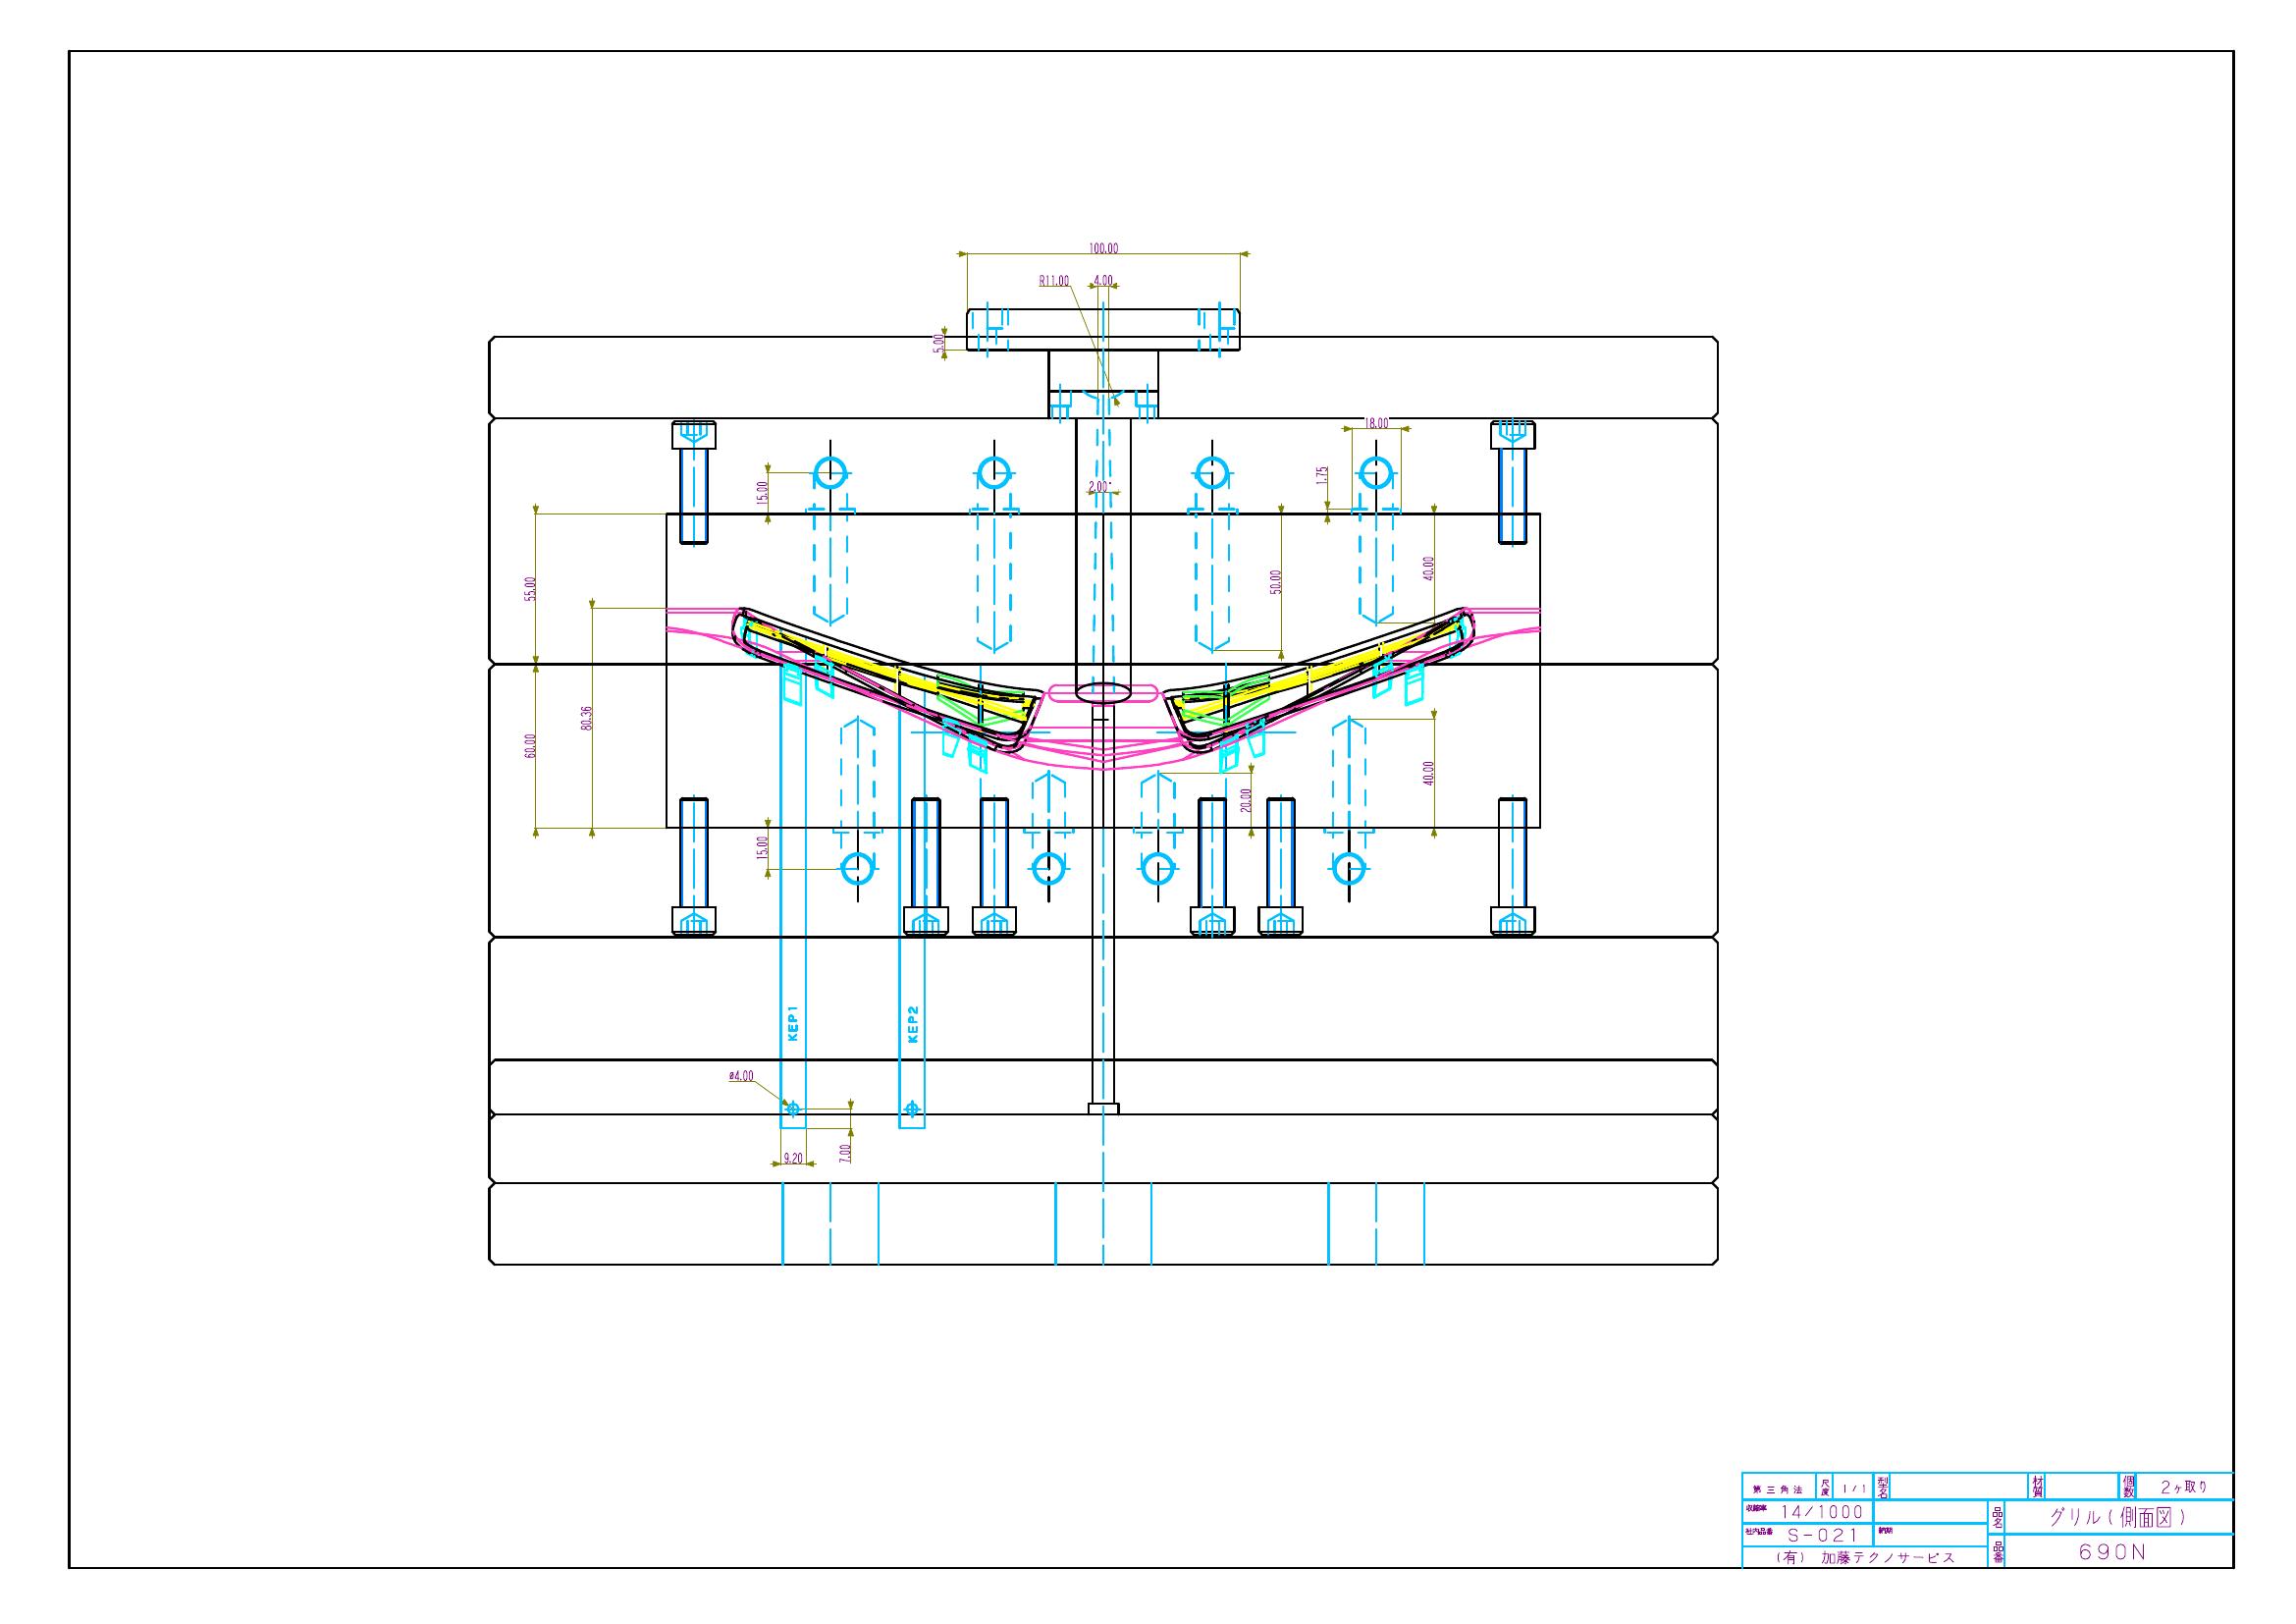 100.00
R11.00
4.00
5.00
18.00
1.75
15.00
2.00°
55.00
50.00
40.00
80.36
60.00
40.00
20.00
15.00
KEP1
KEP2
ø4.00
9.20
7.00
第三角法 尺度 1/1 型名 材質 個数 2ヶ取り
収縮率 14/1000 品名 グリル(側面図)
社内品番 S-021 納期
(有) 加藤テクノサービス 品番 690N